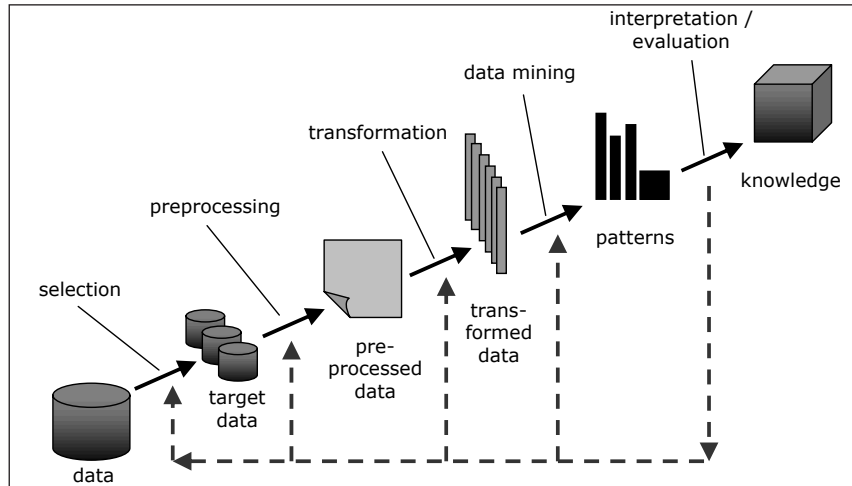 interpretation /
evaluation
data mining
transformation
knowledge
preprocessing
patterns
selection
trans-
formed
data
pre-
processed
data
target
data
data